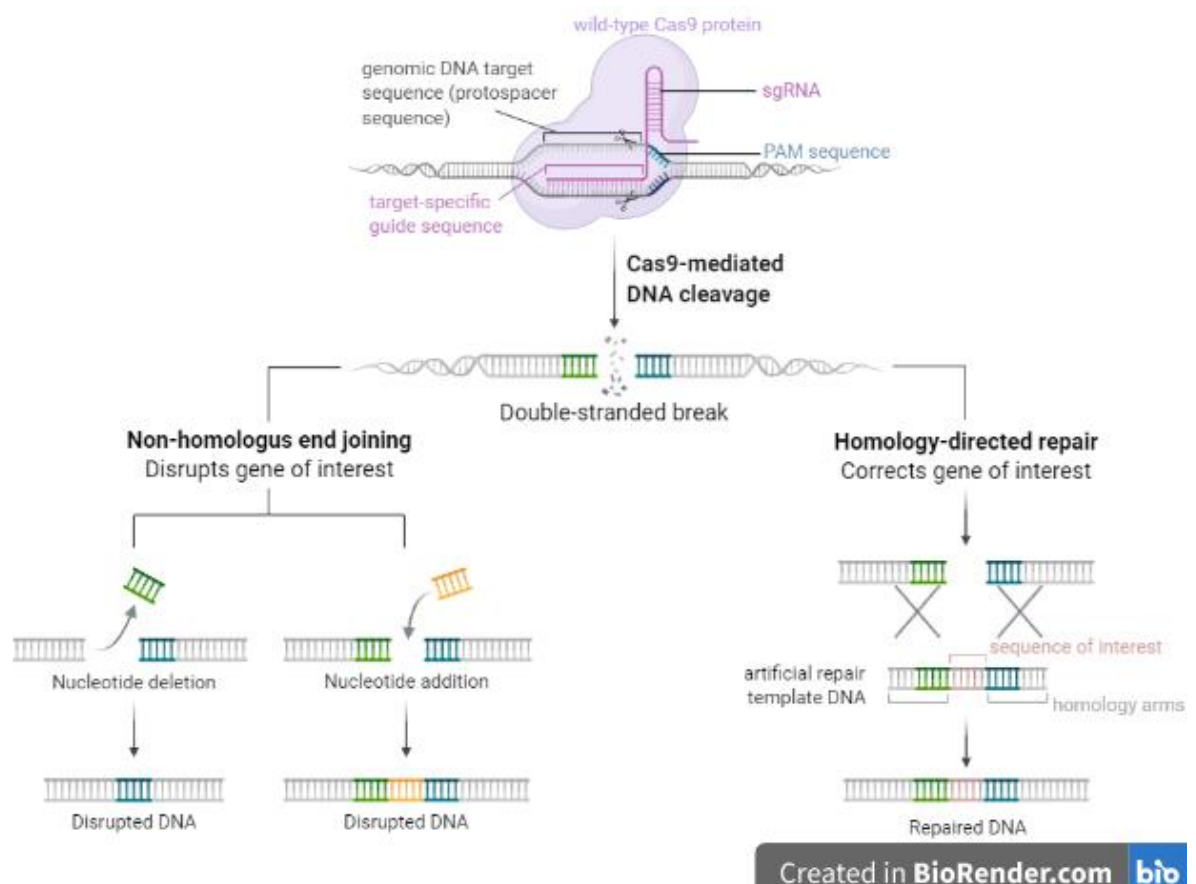 wild-type Cas9 protein
genomic DNA target
sequence (protospacer
sequence)
sgRNA
PAM sequence
target-specific
guide sequence
Cas9-mediated
DNA cleavage
Double-stranded break
Non-homologus end joining
Disrupts gene of interest
Homology-directed repair
Corrects gene of interest
Nucleotide deletion
Nucleotide addition
sequence of interest
artificial repair
template DNA
homology arms
Disrupted DNA
Disrupted DNA
Repaired DNA
Created in BioRender.com bio